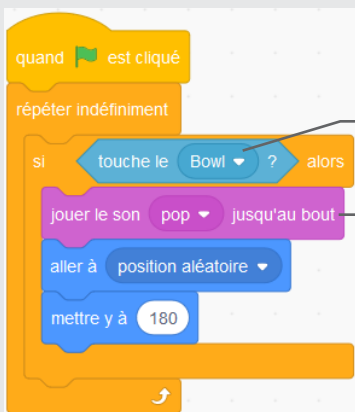 quand est cliqué
répéter indéfiniment
si touche le Bowl ? alors
jouer le son pop jusqu'au bout
aller à position aléatoire
mettre y à 180